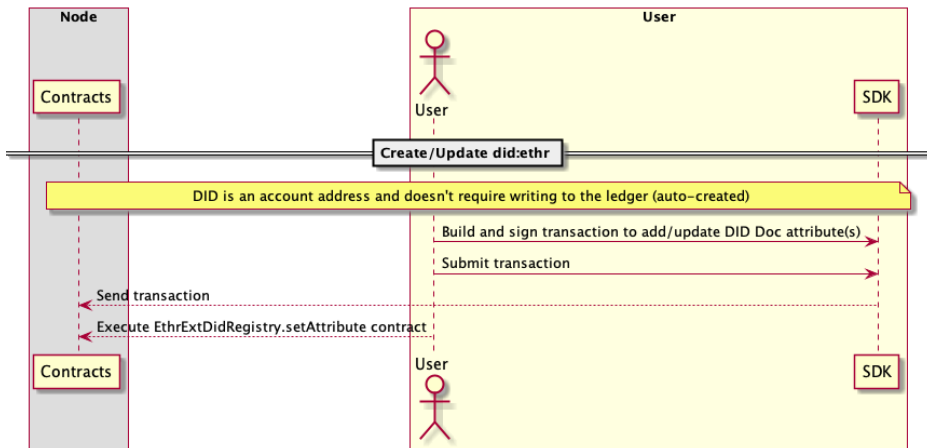 Node
User
Contracts
User
SDK
Create/Update did:ethr
DID is an account address and doesn't require writing to the ledger (auto-created)
Build and sign transaction to add/update DID Doc attribute(s)
Submit transaction
Send transaction
Execute EthrExtDidRegistry.setAttribute contract
Contracts
User
SDK